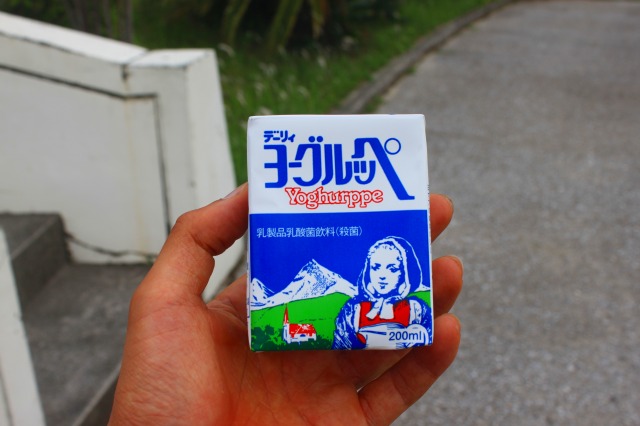 デーリィ
ヨーグルッペ
Yoghurppe
乳製品乳酸菌飲料(殺菌)
200ml